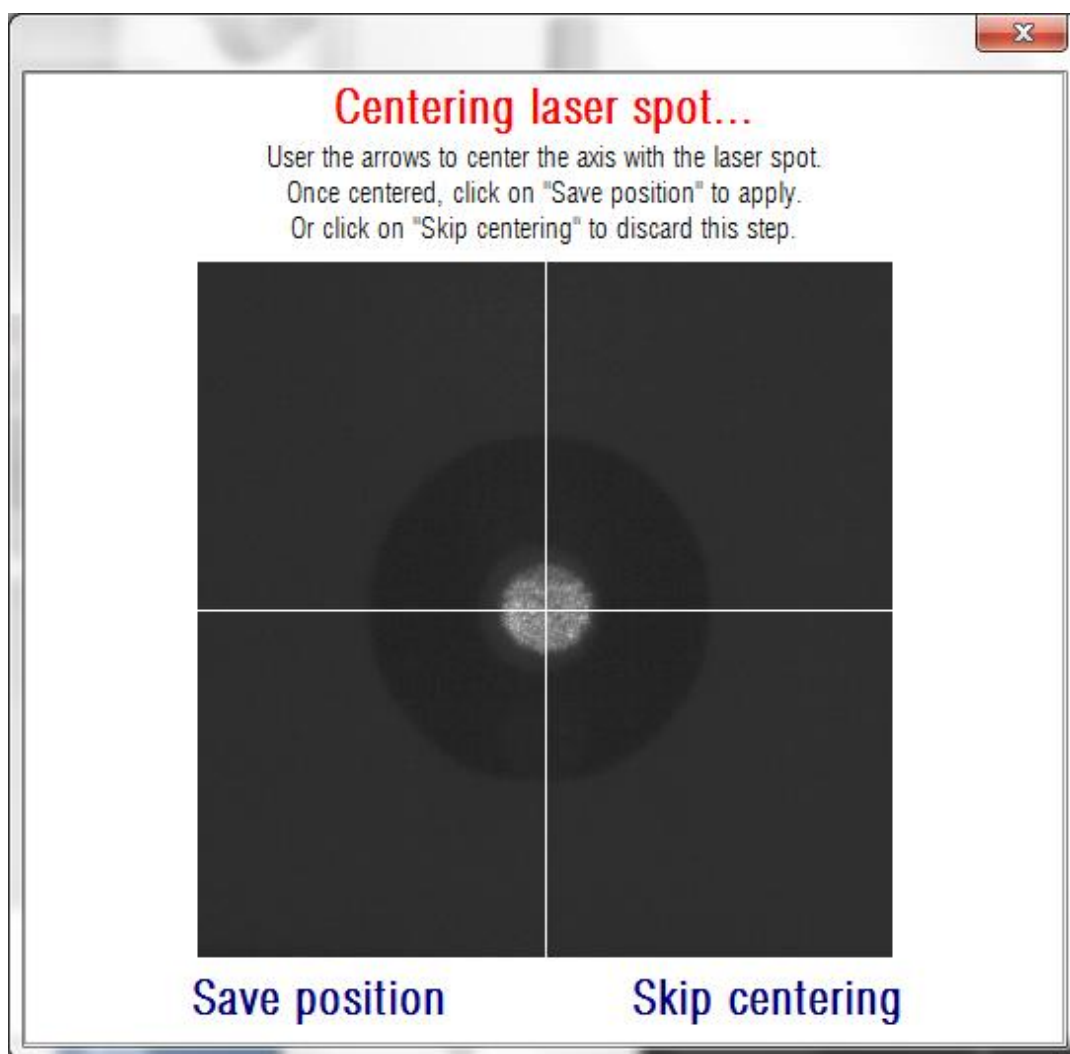 Centering laser spot...
User the arrows to center the axis with the laser spot.
Once centered, click on "Save position" to apply.
Or click on "Skip centering" to discard this step.
Save position
Skip centering